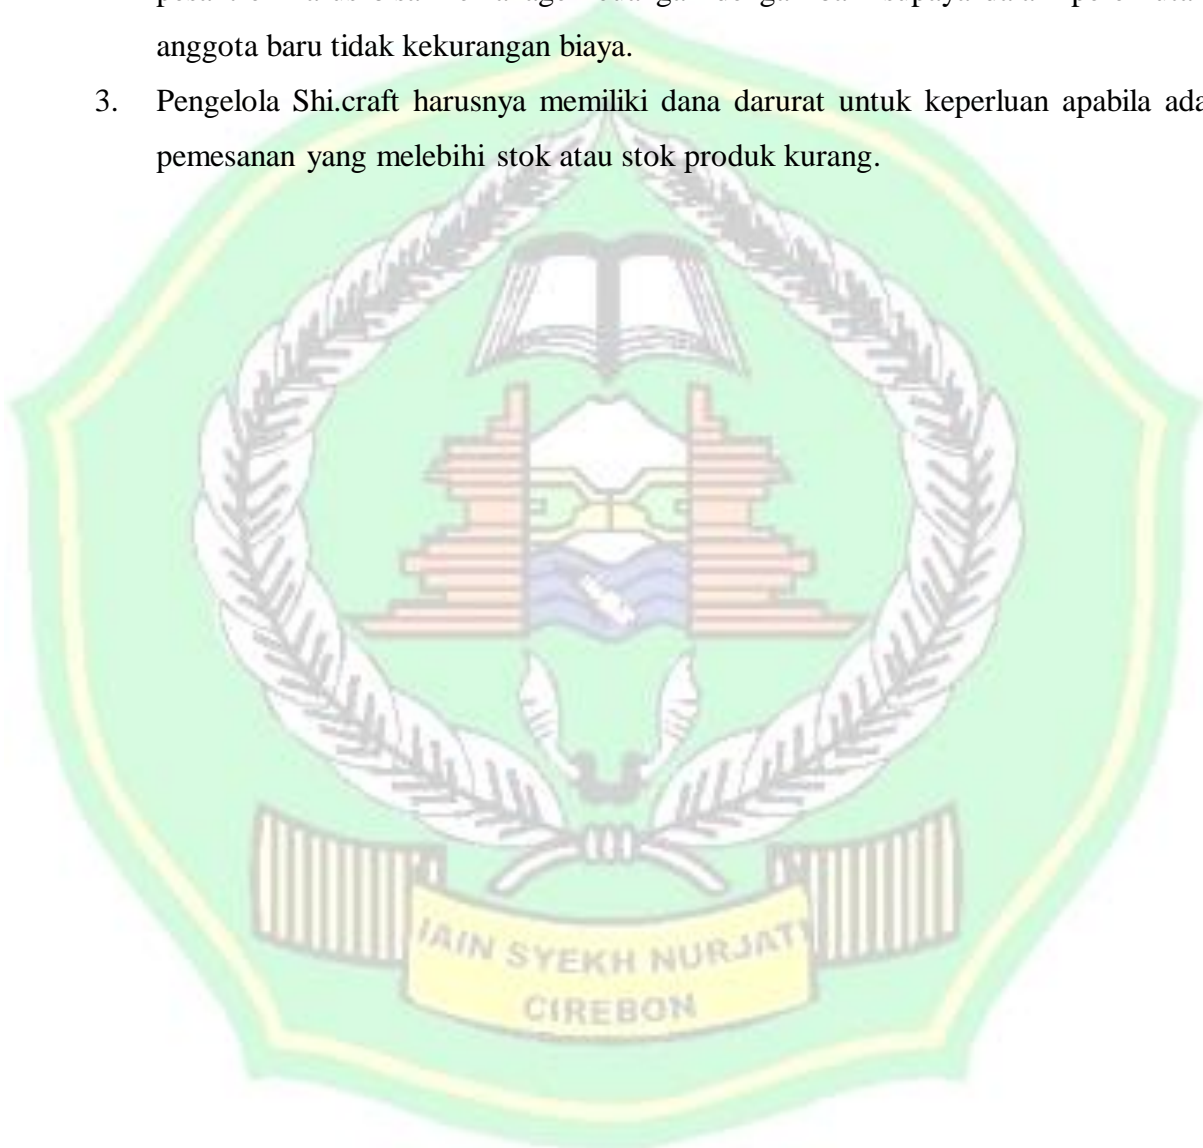 anggota baru tidak kekurangan biaya.
3. Pengelola Shi.craft harusnya memiliki dana darurat untuk keperluan apabila ada
pemesanan yang melebihi stok atau stok produk kurang.
IAIN SYEKH NURJATI
CIREBON